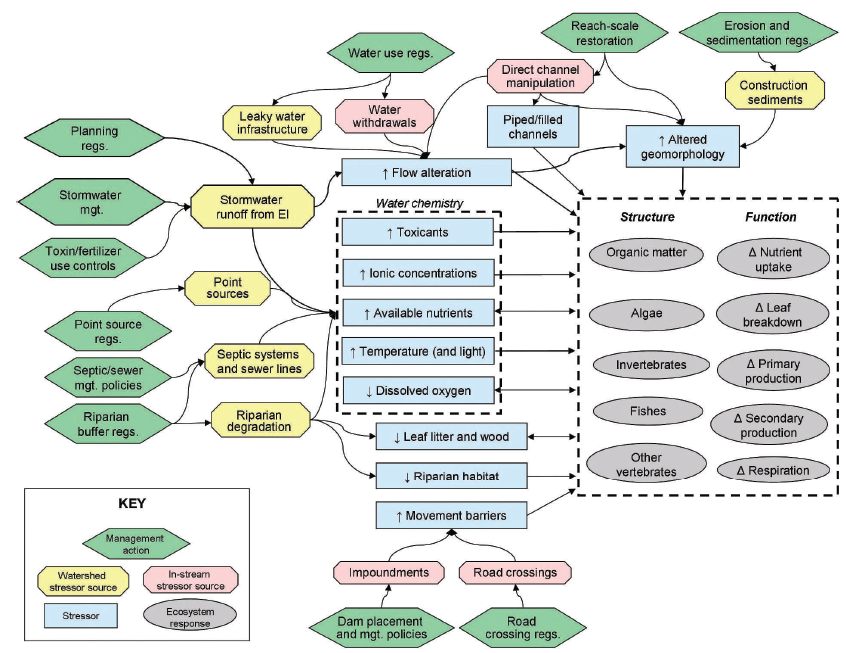 Reach-scale
restoration
Erosion and
sedimentation regs.
Water use regs.
Direct channel
manipulation
Construction
sediments
Leaky water
infrastructure
Water
withdrawals
Piped/filled
channels
Planning
regs.
↑ Altered
geomorphology
↑ Flow alteration
Stormwater
mgt.
Stormwater
runoff from EI
Water chemistry
Structure
Function
↑ Toxicants
Toxin/fertilizer
use controls
Organic matter
Δ Nutrient
uptake
↑ Ionic concentrations
Point
sources
↑ Available nutrients
Algae
Δ Leaf
breakdown
Point source
regs.
↑ Temperature (and light)
Septic systems
and sewer lines
Invertebrates
Δ Primary
production
Septic/sewer
mgt. policies
↓ Dissolved oxygen
Riparian
buffer regs.
Riparian
degradation
Fishes
Δ Secondary
production
↓ Leaf litter and wood
Other
vertebrates
Δ Respiration
↓ Riparian habitat
↑ Movement barriers
KEY
Management
action
Watershed
stressor source
In-stream
stressor source
Stressor
Ecosystem
response
Impoundments
Road crossings
Dam placement
and mgt. policies
Road
crossing regs.